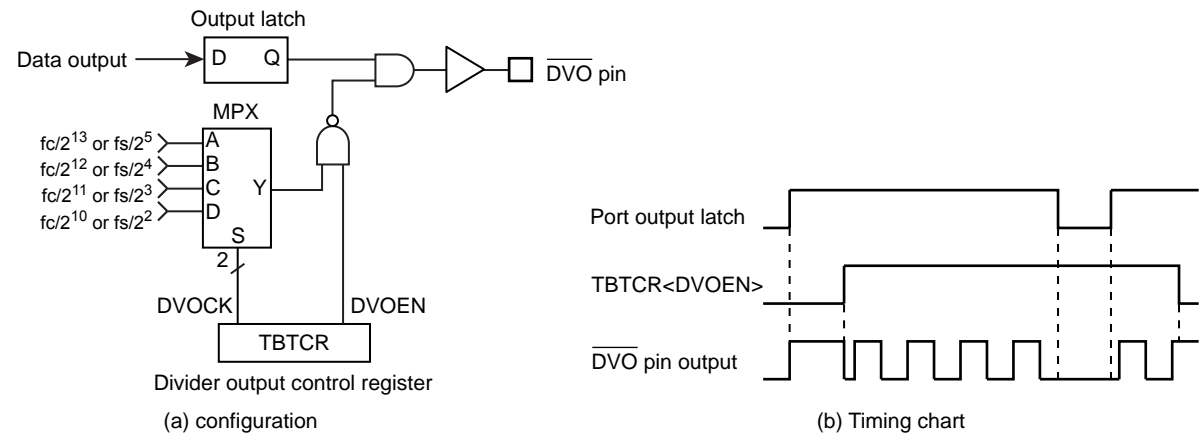 Output latch
Data output
D Q
DVO pin
MPX
fc/2^13 or fs/2^5
A
fc/2^12 or fs/2^4
B
fc/2^11 or fs/2^3
C
Y
fc/2^10 or fs/2^2
D
S
2
DVOCK
DVOEN
TBTCR
Divider output control register
(a) configuration
Port output latch
TBTCR<DVOEN>
DVO pin output
(b) Timing chart